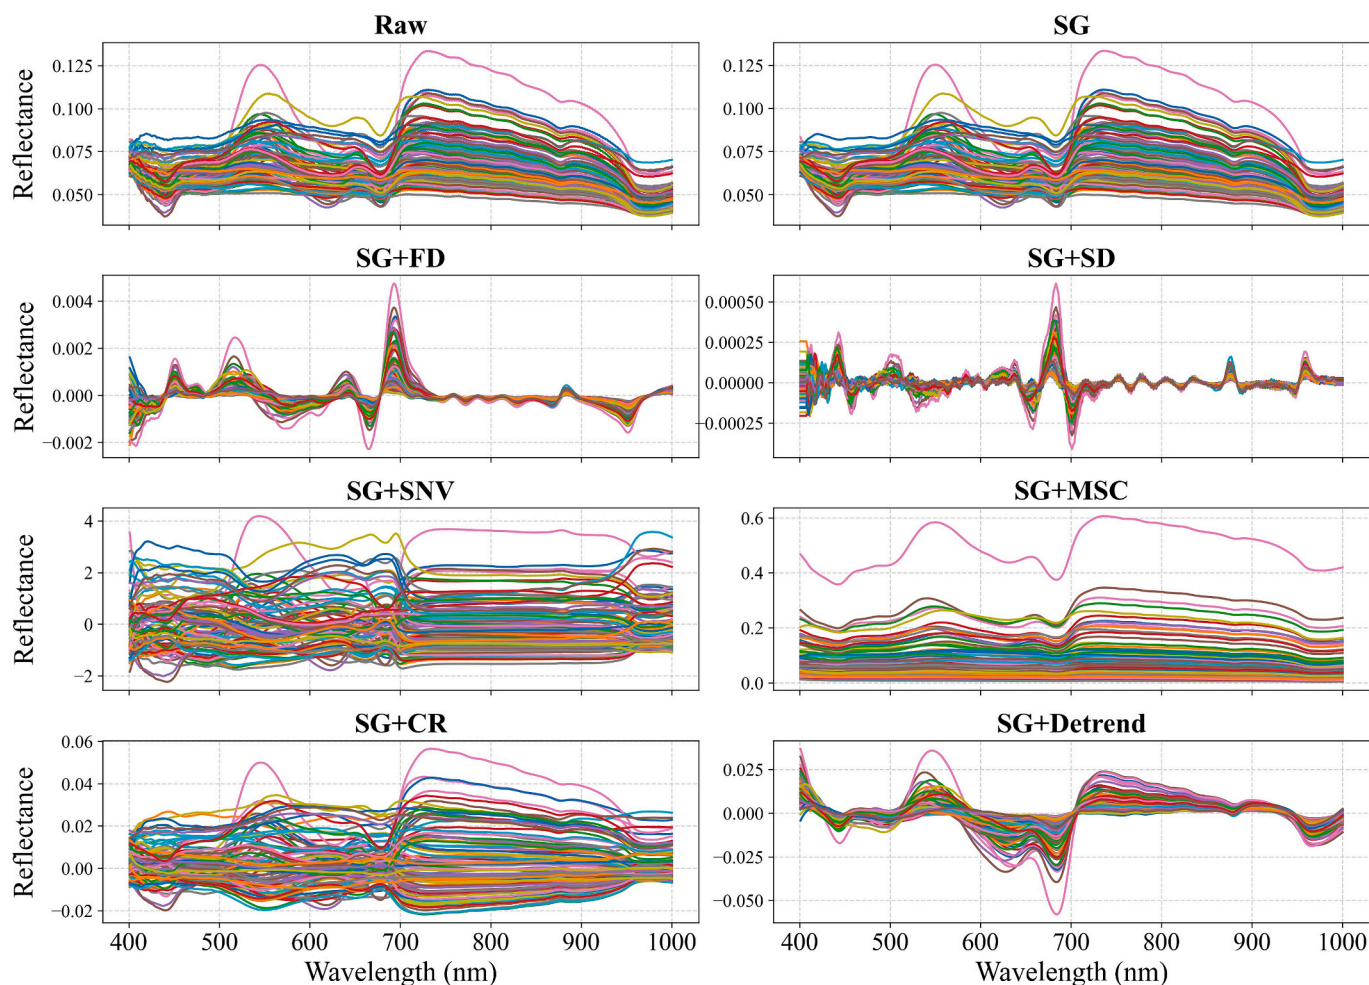 Raw
SG
Reflectance
0.125
0.100
0.075
0.050
0.125
0.100
0.075
0.050
SG+FD
SG+SD
Reflectance
0.004
0.002
0.000
−0.002
0.00050
0.00025
0.00000
−0.00025
SG+SNV
SG+MSC
Reflectance
4
2
0
−2
0.6
0.4
0.2
0.0
SG+CR
SG+Detrend
Reflectance
0.06
0.04
0.02
0.00
−0.02
0.025
0.000
−0.025
−0.050
400 500 600 700 800 900 1000
400 500 600 700 800 900 1000
Wavelength (nm)
Wavelength (nm)